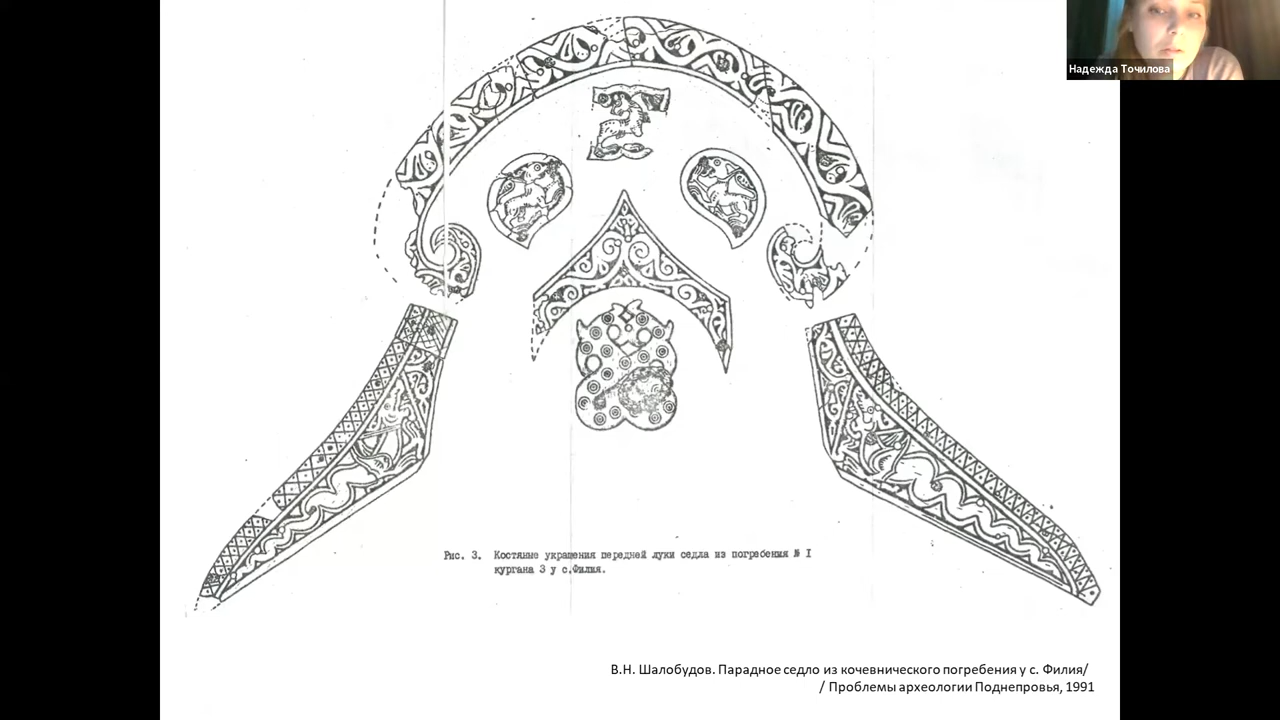 Надежда Точилова
Рис. 3. Костяные украшения передней луки седла из погребения № I
кургана 3 у с.Филия.
В.Н. Шалобудов. Парадное седло из кочевнического погребения у с. Филия/
/ Проблемы археологии Поднепровья, 1991